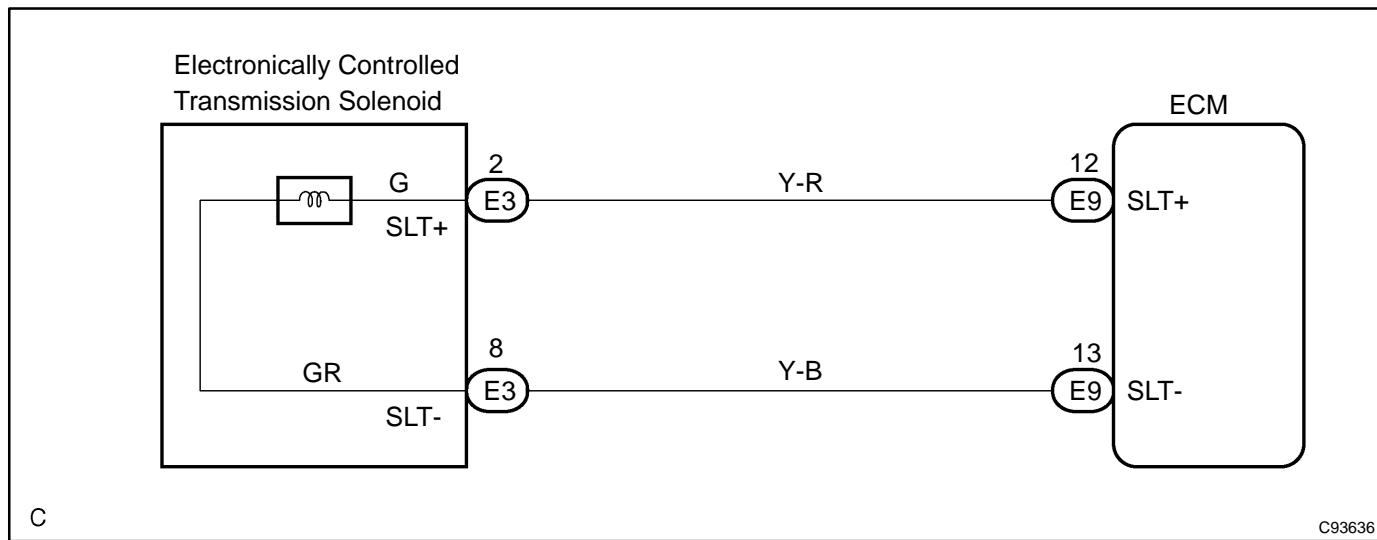 Electronically Controlled
Transmission Solenoid
ECM
2
12
G
Y-R
E3
E9
SLT+
SLT+
8
13
GR
Y-B
E3
E9
SLT-
SLT-
C
C93636